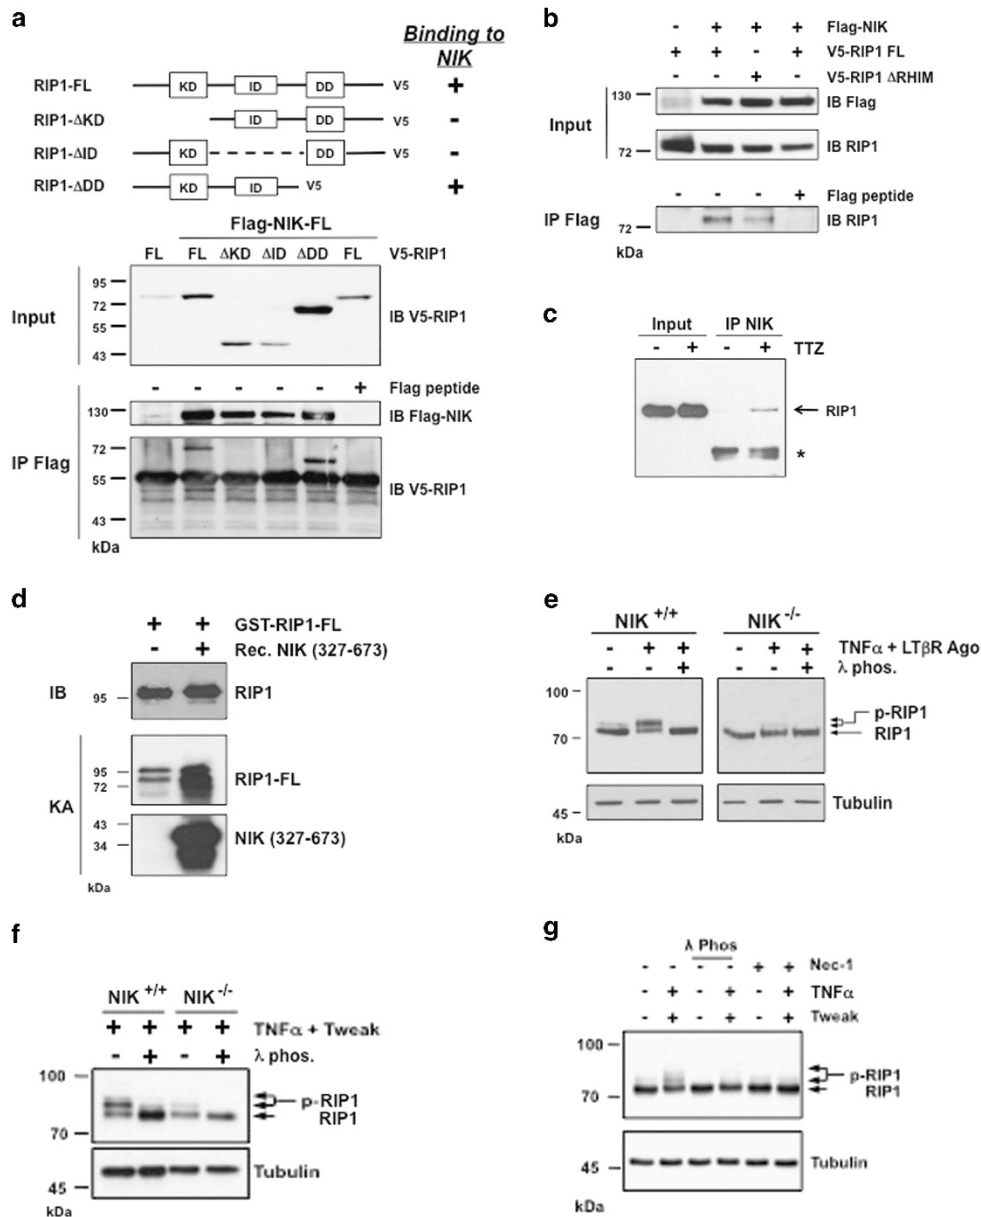 a
Binding to
NIK
RIP1-FL KD ID DD V5 +
RIP1-ΔKD ID DD V5 -
RIP1-ΔID KD DD V5 -
RIP1-ΔDD KD ID V5 +
Flag-NIK-FL
FL FL ΔKD ΔID ΔDD FL V5-RIP1
95
72
55
43
Input
IB V5-RIP1
- - - - - + Flag peptide
130
IB Flag-NIK
IP Flag
72
55
43
IB V5-RIP1
kDa
b
- + + + Flag-NIK
+ + - + V5-RIP1 FL
- - + - V5-RIP1 ΔRHIM
Input
130
IB Flag
72
IB RIP1
- - - + Flag peptide
IP Flag
72
IB RIP1
kDa
c
Input IP NIK
- + - + TTZ
RIP1
*
d
+ + GST-RIP1-FL
- + Rec. NIK (327-673)
IB
95
RIP1
KA
95
72
RIP1-FL
43
34
NIK (327-673)
kDa
e
NIK +/+ NIK -/-
- + + - + + TNFα + LTβR Ago
+ + λ phos.
100
70
p-RIP1
RIP1
45
Tubulin
kDa
f
NIK +/+ NIK -/-
+ + + + TNFα + Tweak
- + - + λ phos.
100
70
p-RIP1
RIP1
45
Tubulin
kDa
g
λ Phos
- - - - + + Nec-1
- + - + - + TNFα
- + - + - + Tweak
100
70
p-RIP1
RIP1
45
Tubulin
kDa